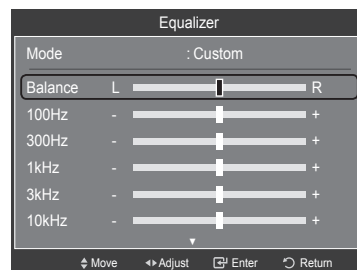 Equalizer
Mode : Custom
Balance L R
100Hz - +
300Hz - +
1kHz - +
3kHz - +
10kHz - +
Move Adjust Enter Return